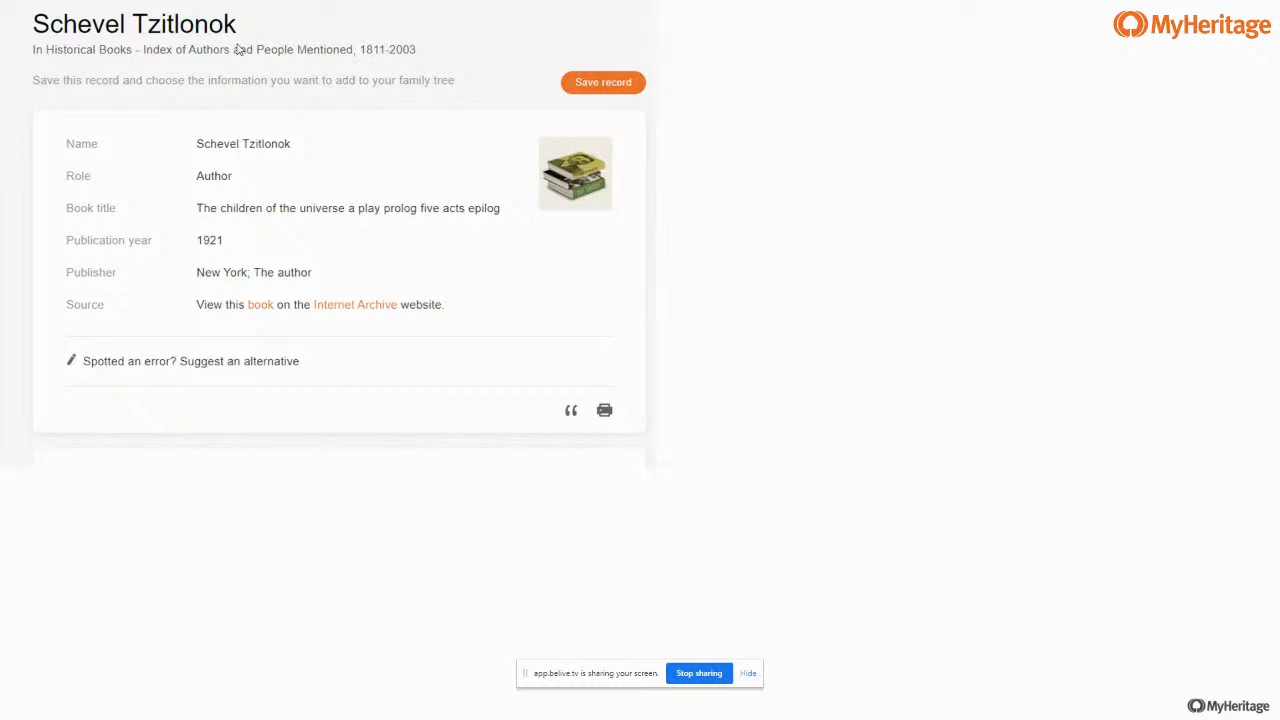 Schevel Tzitlonok
MyHeritage
In Historical Books - Index of Authors and People Mentioned, 1811-2003
Save this record and choose the information you want to add to your family tree
Save record
Name Schevel Tzitlonok
Role Author
Book title The children of the universe a play prolog five acts epilog
Publication year 1921
Publisher New York; The author
Source View this book on the Internet Archive website.
Spotted an error? Suggest an alternative
app.belive.tv is sharing your screen. Stop sharing Hide
MyHeritage